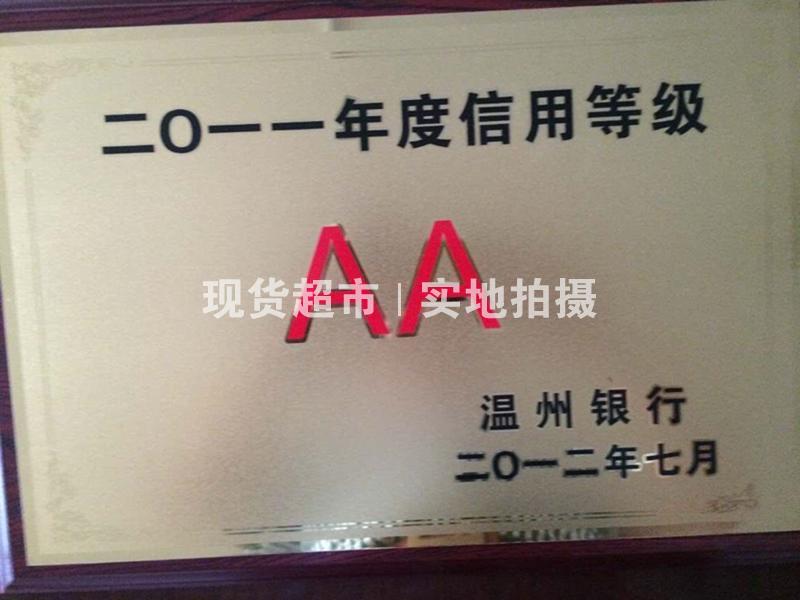 二O一一年度信用等级
AA
现货超市|实地拍摄
温州银行
二O一二年七月